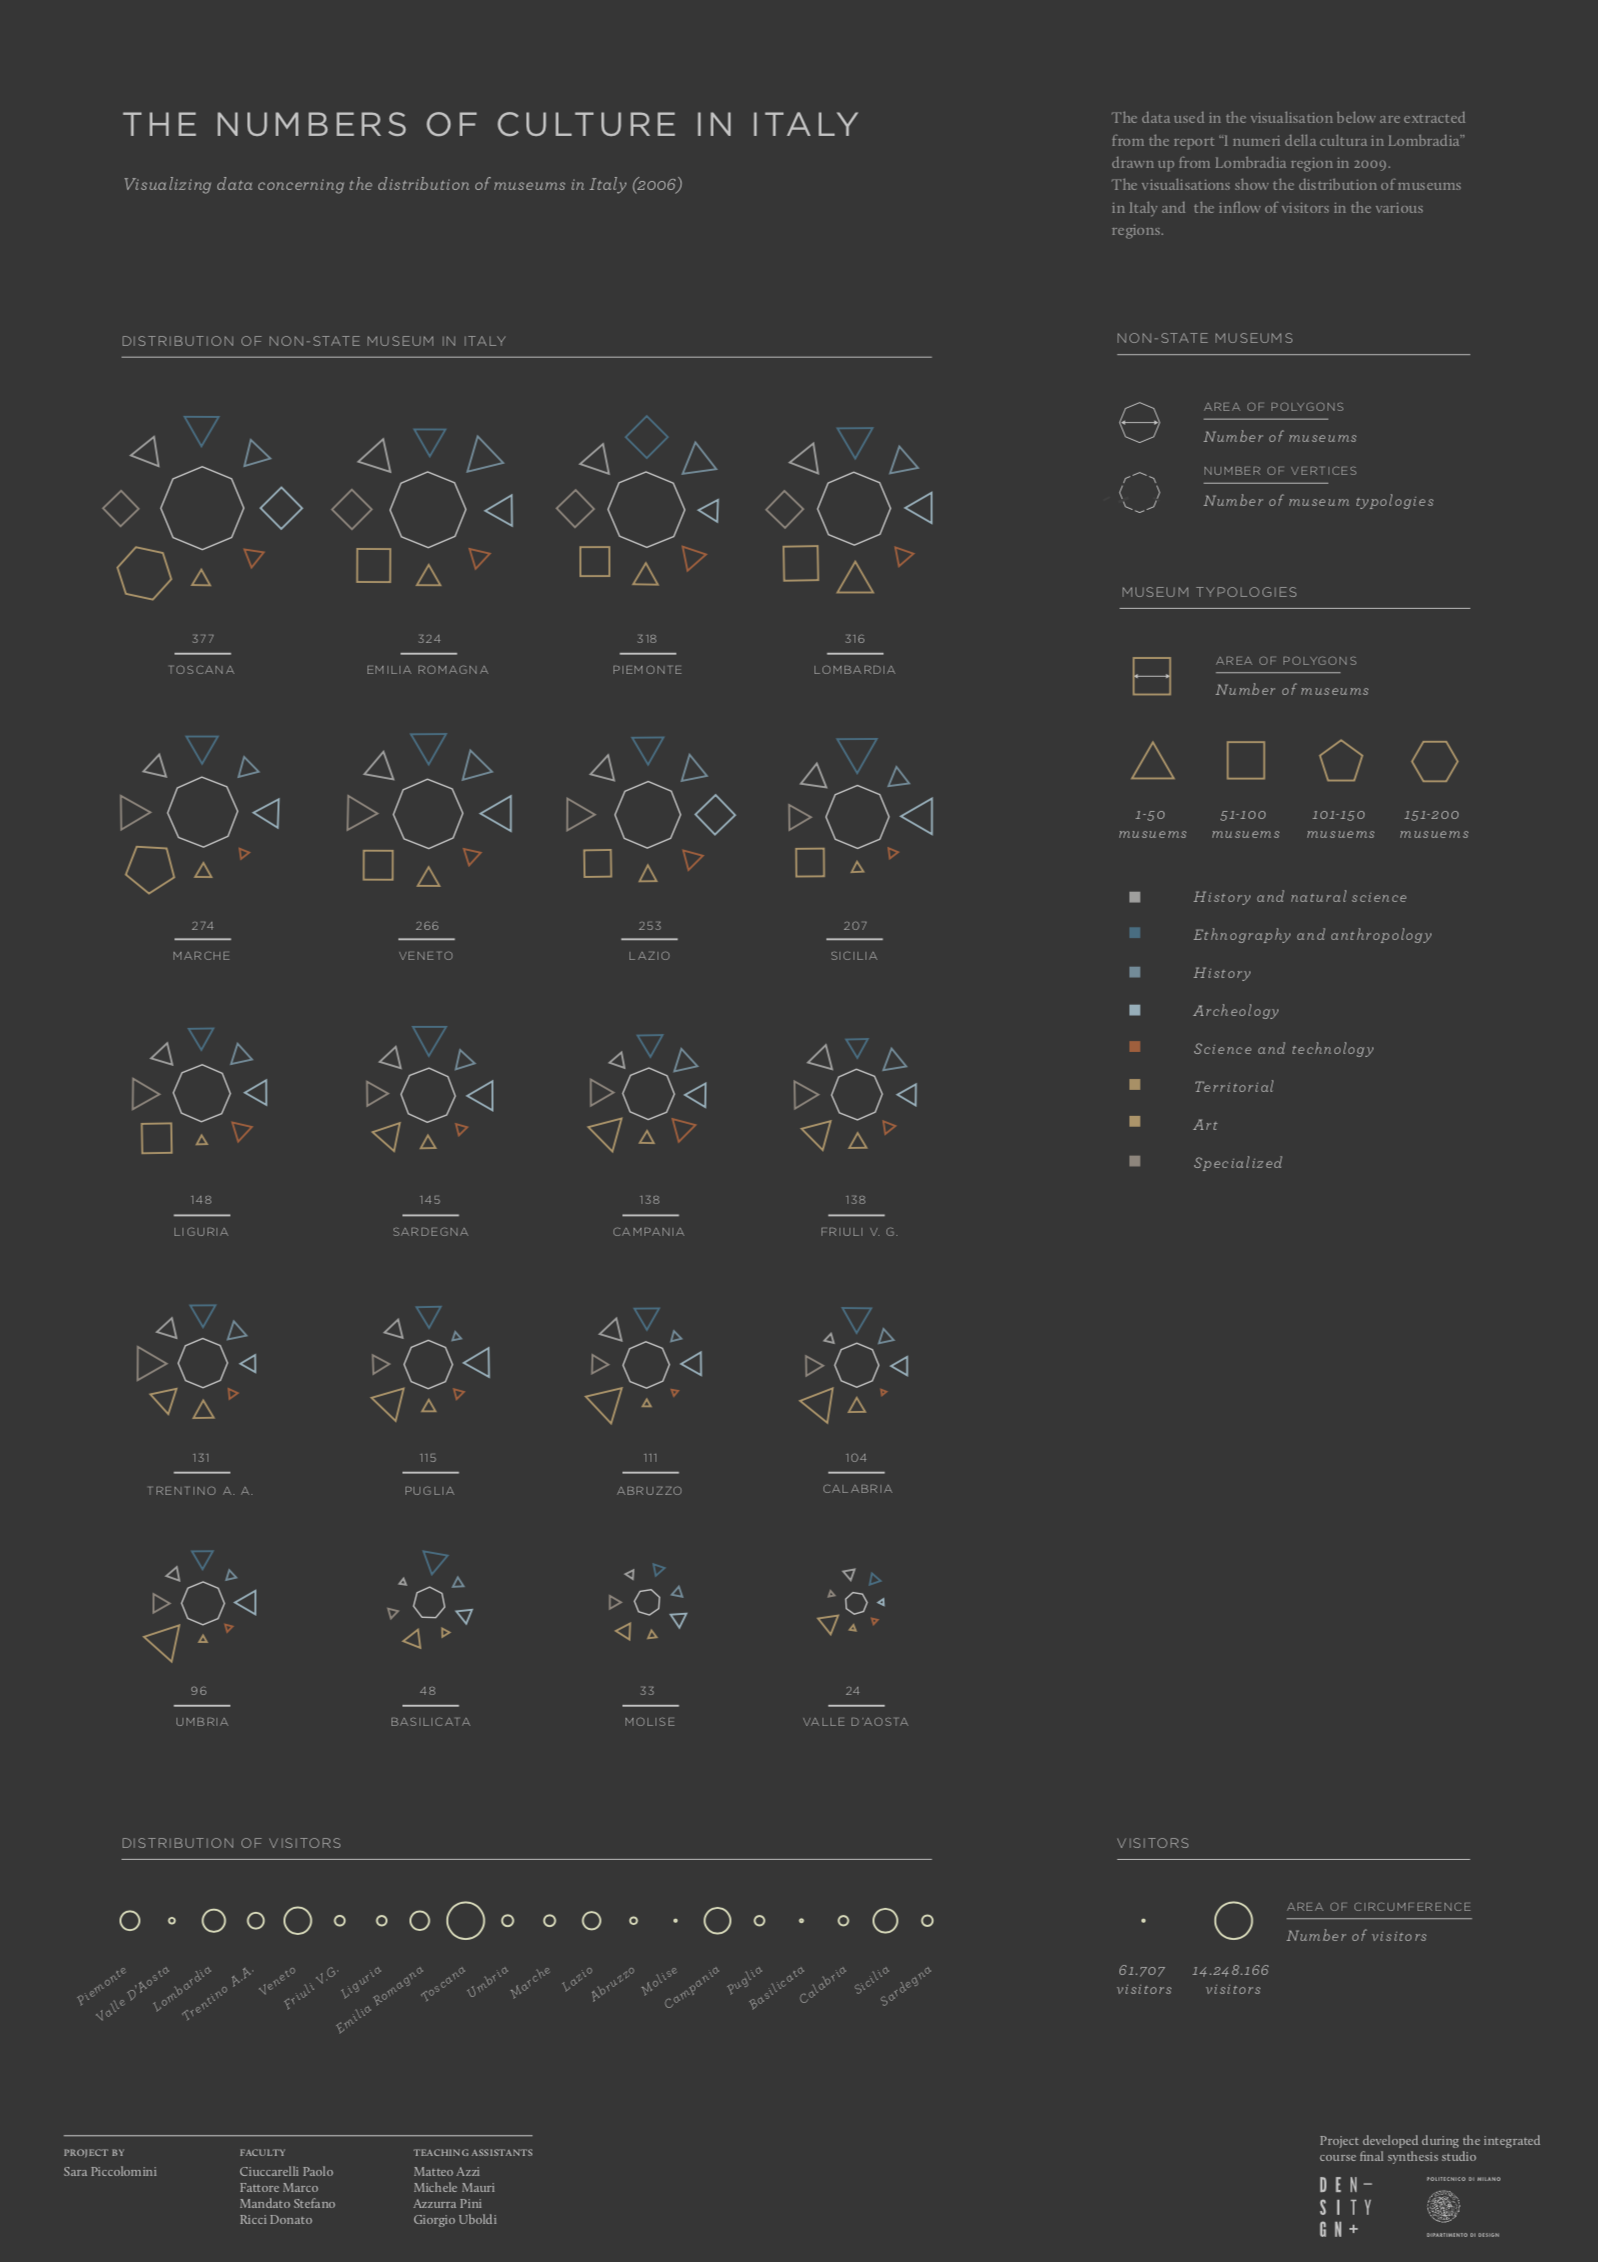 THE NUMBERS OF CULTURE IN ITALY
Visualizing data concerning the distribution of museums in Italy (2006)
The data used in the visualisation below are extracted
from the report “I numeri della cultura in Lombradia”
drawn up from Lombradia region in 2009.
The visualisations show the distribution of museums
in Italy and the inflow of visitors in the various
regions.
DISTRIBUTION OF NON-STATE MUSEUM IN ITALY
377
TOSCANA
324
EMILIA ROMAGNA
318
PIEMONTE
316
LOMBARDIA
274
MARCHE
266
VENETO
253
LAZIO
207
SICILIA
148
LIGURIA
145
SARDEGNA
138
CAMPANIA
138
FRIULI V. G.
131
TRENTINO A. A.
115
PUGLIA
111
ABRUZZO
104
CALABRIA
96
UMBRIA
48
BASILICATA
33
MOLISE
24
VALLE D'AOSTA
NON-STATE MUSEUMS
AREA OF POLYGONS
Number of museums
NUMBER OF VERTICES
Number of museum typologies
MUSEUM TYPOLOGIES
AREA OF POLYGONS
Number of museums
1-50
musuems
51-100
musuems
101-150
musuems
151-200
musuems
History and natural science
Ethnography and anthropology
History
Archeology
Science and technology
Territorial
Art
Specialized
DISTRIBUTION OF VISITORS
Piemonte
Valle D'Aosta
Lombardia
Trentino A.A.
Veneto
Friuli V.G.
Liguria
Emilia Romagna
Toscana
Umbria
Marche
Lazio
Abruzzo
Molise
Campania
Puglia
Basilicata
Calabria
Sicilia
Sardegna
VISITORS
61.707
visitors
14.248.166
visitors
AREA OF CIRCUMFERENCE
Number of visitors
PROJECT BY
Sara Piccolomini
FACULTY
Ciuccarelli Paolo
Fattore Marco
Mandato Stefano
Ricci Donato
TEACHING ASSISTANTS
Matteo Azzi
Michele Mauri
Azzurra Pini
Giorgio Uboldi
Project developed during the integrated
course final synthesis studio
DEN-
SITY
GN+
POLITECNICO DI MILANO
DIPARTIMENTO DI DESIGN